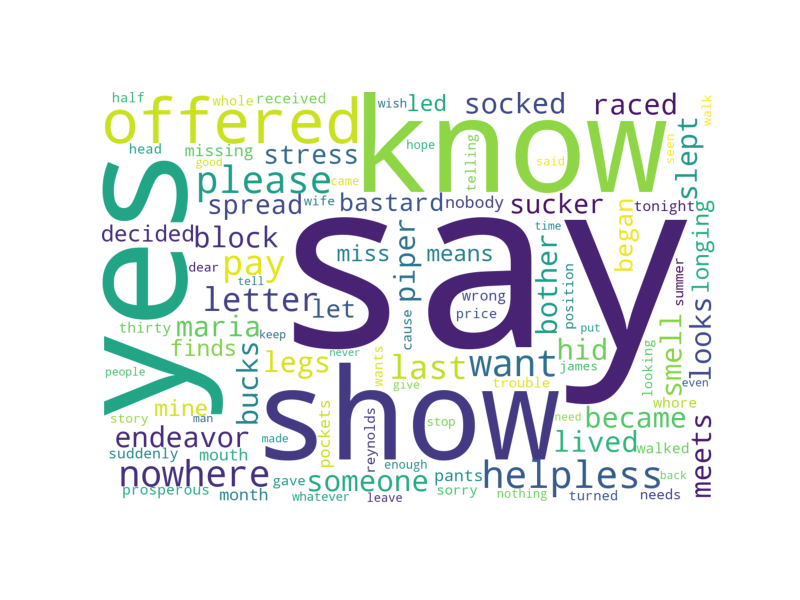 half
whole
received
wish
led
socked
raced
walk
offered
know
head
missing
good
stress
came
hope
telling
said
seen
slept
yes
please
spread
wife
bastard
nobody
sucker
tonight
decided
block
say
miss
means
time
began
longing
dear
pay
tell
piper
bother
position
summer
letter
let
wrong
price
thirty
maria
keep
cause
put
looks
finds
never
hid
smell
people
bucks
legs
wants
last
want
james
looking
even
mine
give
trouble
whore
story
man
show
need
became
endeavor
made
pockets
reynolds
stop
lived
walked
meets
suddenly
mouth
enough
nowhere
gave
someone
pants
helpless
back
prosperous
month
whatever
leave
sorry
nothing
turned
needs